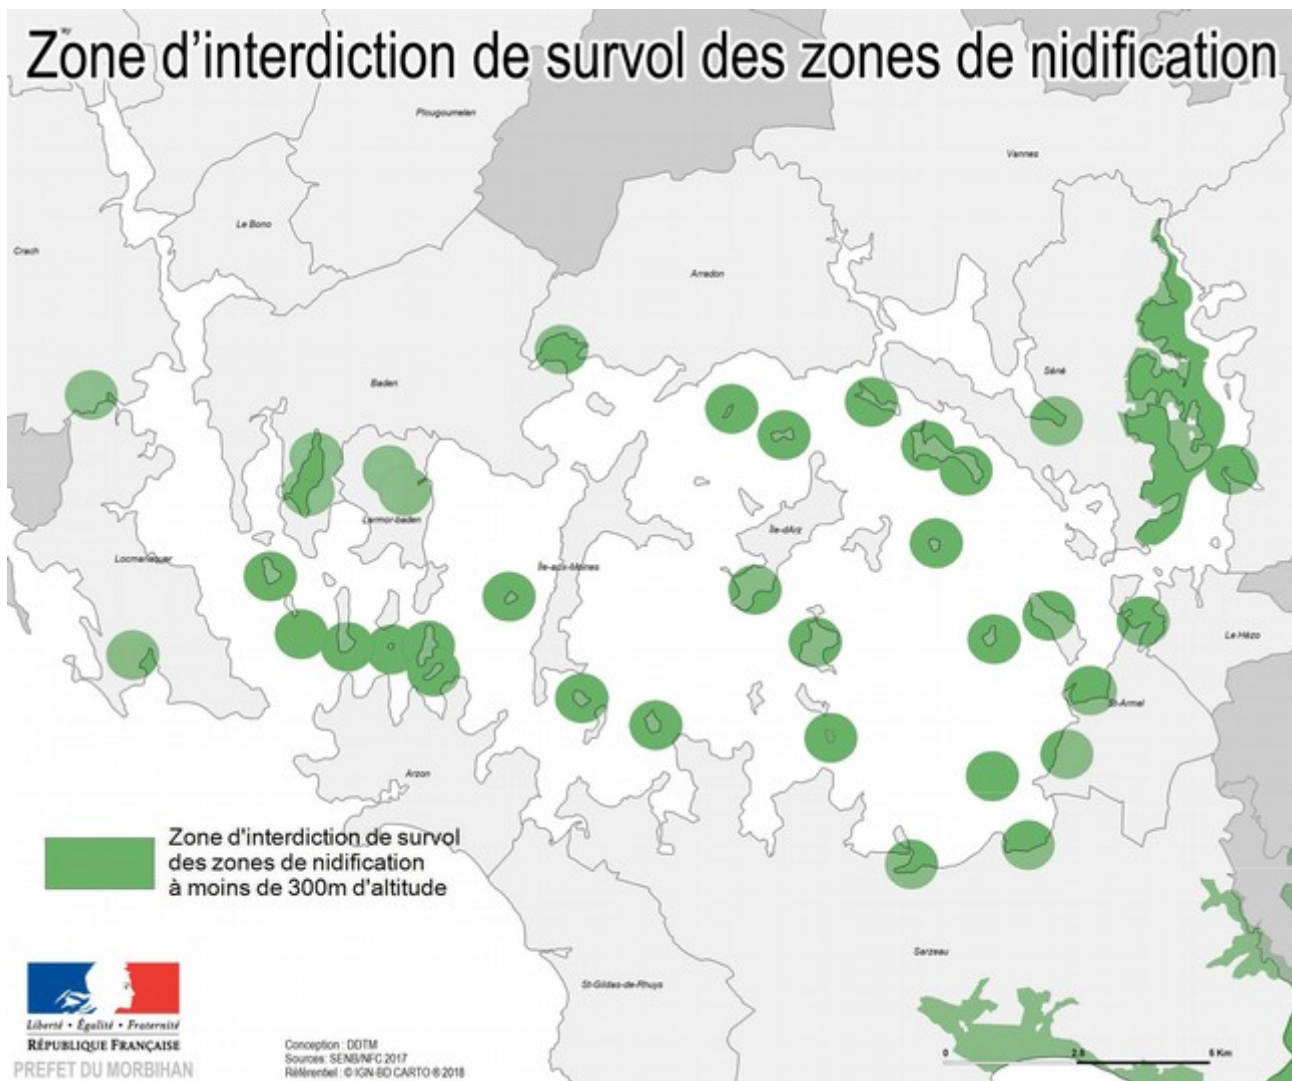 Zone d'interdiction de survol des zones de nidification
Plougoumelen
Vannes
Le Bono
Crach
Arradon
Baden
Séné
Larmor-baden
Île-d'Arz
Locmariaquer
Île-aux-Moines
Le Hézo
St-Armel
Arzon
Zone d'interdiction de survol
des zones de nidification
à moins de 300m d'altitude
Sarzeau
St-Gildas-de-Rhuys
Liberté • Égalité • Fraternité
RÉPUBLIQUE FRANÇAISE
PREFET DU MORBIHAN
Conception : DDTM
Sources: SENB/NFC 2017
Référentiel : © IGN-BD CARTO ® 2018
0 2.5 5 Km